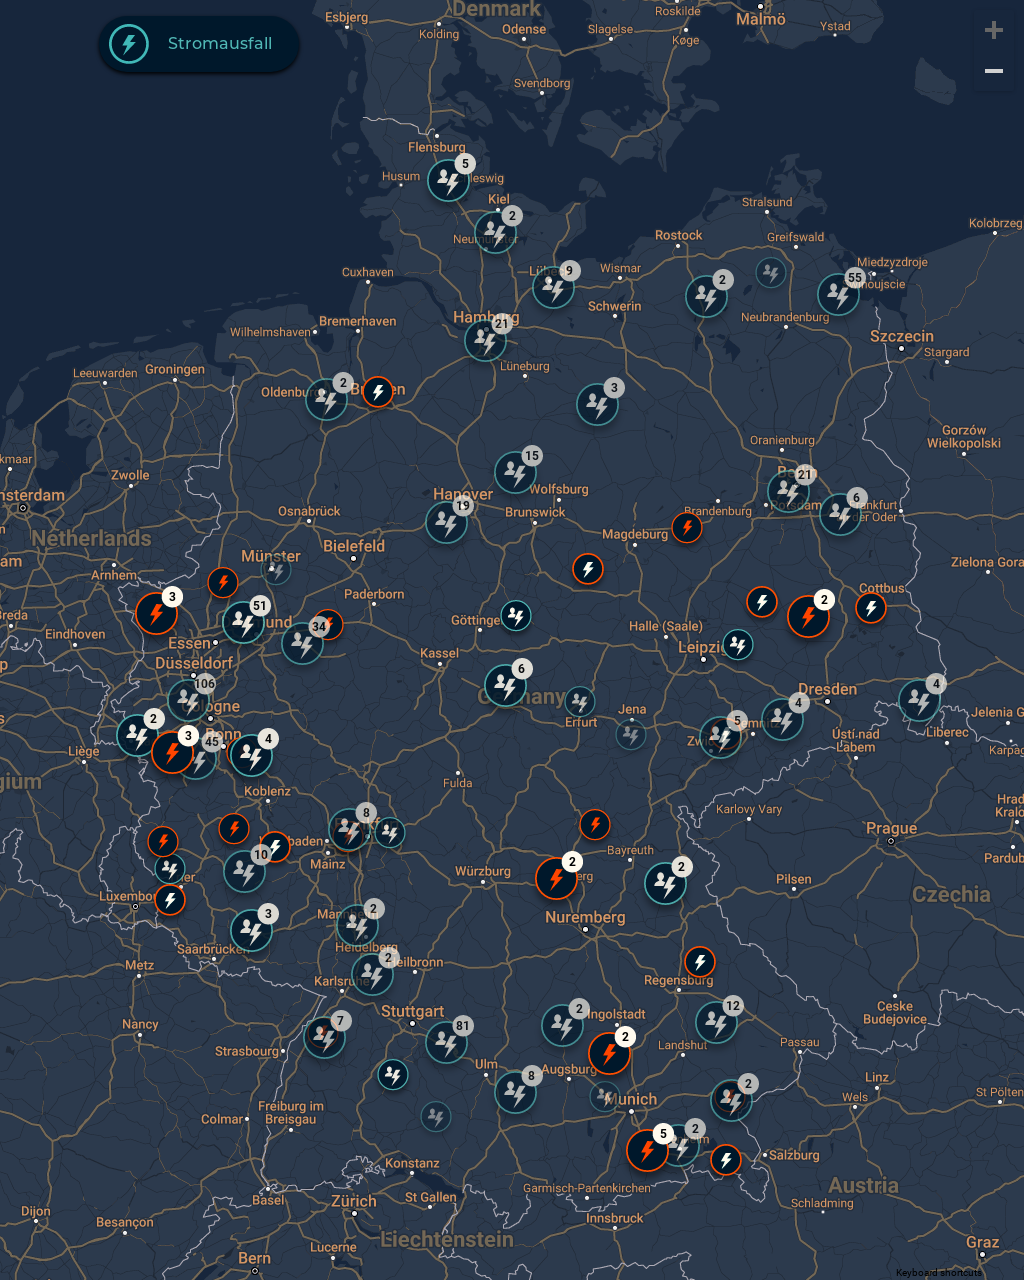 Denmark
Esbjerg
Kolding
Odense
Slagelse
Roskilde
Køge
Malmö
Ystad
Stromausfall
Svendborg
Flensburg
5
Husum
Kiel
2
Stralsund
Rostock
Greifswald
Kolobrzeg
Cuxhaven
9
Wismar
2
55
Miedzyzdroje
Schwerin
Neubrandenburg
Wilhelmshaven
Bremerhaven
Hamburg
21
Szczecin
Stargard
Leeuwarden
Groningen
Lüneburg
2
3
Oranienburg
Gorzów
Wielkopolski
Zwolle
15
21
Hanover
19
Wolfsburg
Brunswick
6
Osnabrück
Brandenburg
Magdeburg
Netherlands
Münster
Bielefeld
Zielona Gora
Arnhem
3
Paderborn
Cottbus
51
2
Eindhoven
Essen
34
Göttingen
Halle (Saale)
Leipzig
Düsseldorf
Kassel
6
106
Germany
Dresden
4
Jena
Erfurt
4
5
2
3
45
Bonn
4
Liège
Ústí nad
Labem
Liberec
Jelenia G
Koblenz
Fulda
Karlovy Vary
Prague
8
Mainz
10
Würzburg
2
Bayreuth
2
Pilsen
Czechia
3
2
Nuremberg
Saarbrücken
Heidelberg
2
Heilbronn
Metz
Karlsruhe
Regensburg
Stuttgart
7
81
2
Ingolstadt
12
Ceske
Budejovice
Nancy
Strasbourg
2
Landshut
Passau
Ulm
8
Augsburg
2
Linz
Wels
St Pölten
Colmar
Freiburg im
Breisgau
Munich
5
2
Salzburg
Konstanz
Austria
Basel
Zürich
St Gallen
Garmisch-Partenkirchen
Schladming
Dijon
Besançon
Innsbruck
Lucerne
Liechtenstein
Bern
Graz
Keyboard shortcuts